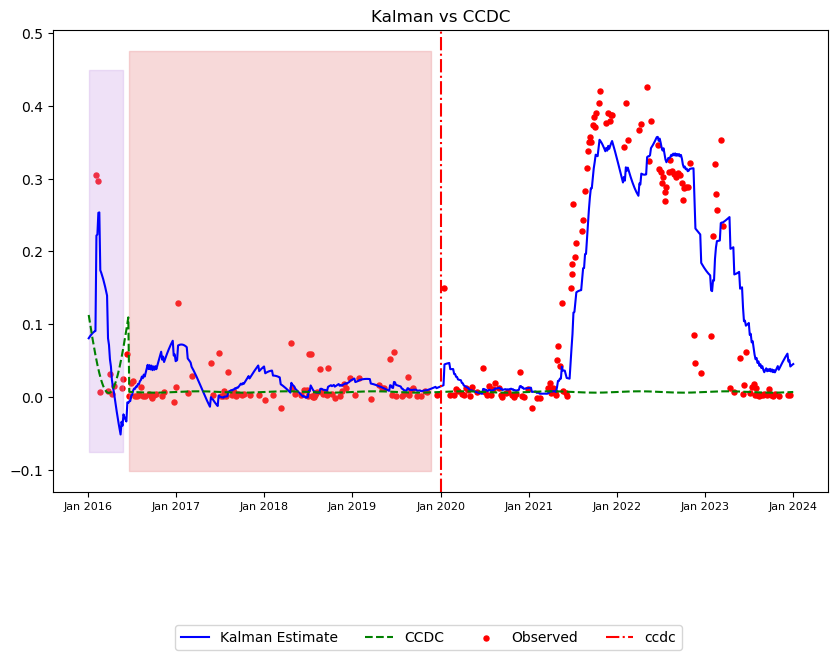 Kalman vs CCDC
0.5
0.4
0.3
0.2
0.1
0.0
−0.1
Jan 2016 Jan 2017 Jan 2018 Jan 2019 Jan 2020 Jan 2021 Jan 2022 Jan 2023 Jan 2024
Kalman Estimate CCDC Observed ccdc